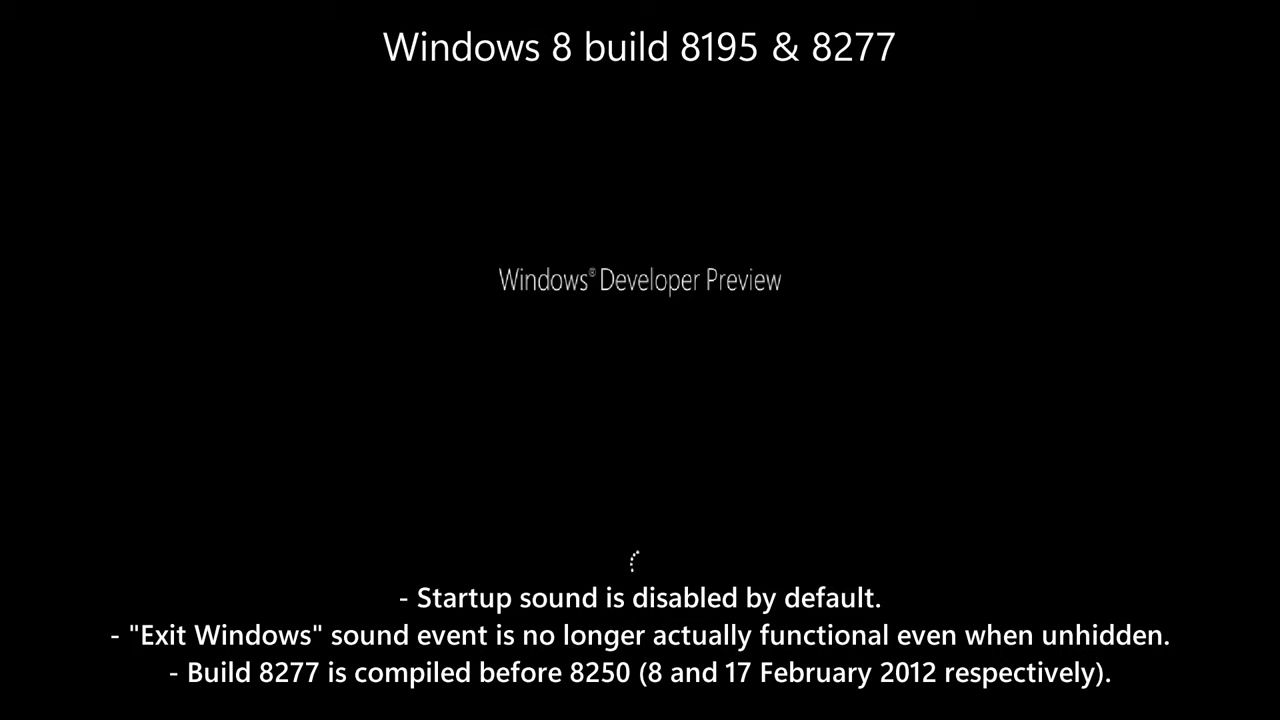 Windows 8 build 8195 & 8277
Windows® Developer Preview
- Startup sound is disabled by default.
- "Exit Windows" sound event is no longer actually functional even when unhidden.
- Build 8277 is compiled before 8250 (8 and 17 February 2012 respectively).